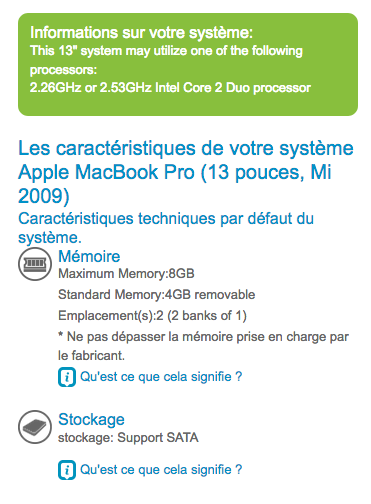 Informations sur votre système:
This 13" system may utilize one of the following
processors:
2.26GHz or 2.53GHz Intel Core 2 Duo processor
Les caractéristiques de votre système
Apple MacBook Pro (13 pouces, Mi
2009)
Caractéristiques techniques par défaut du
système.
Mémoire
Maximum Memory:8GB
Standard Memory:4GB removable
Emplacement(s):2 (2 banks of 1)
* Ne pas dépasser la mémoire prise en charge par
le fabricant.
i Qu'est ce que cela signifie ?
Stockage
stockage: Support SATA
i Qu'est ce que cela signifie ?